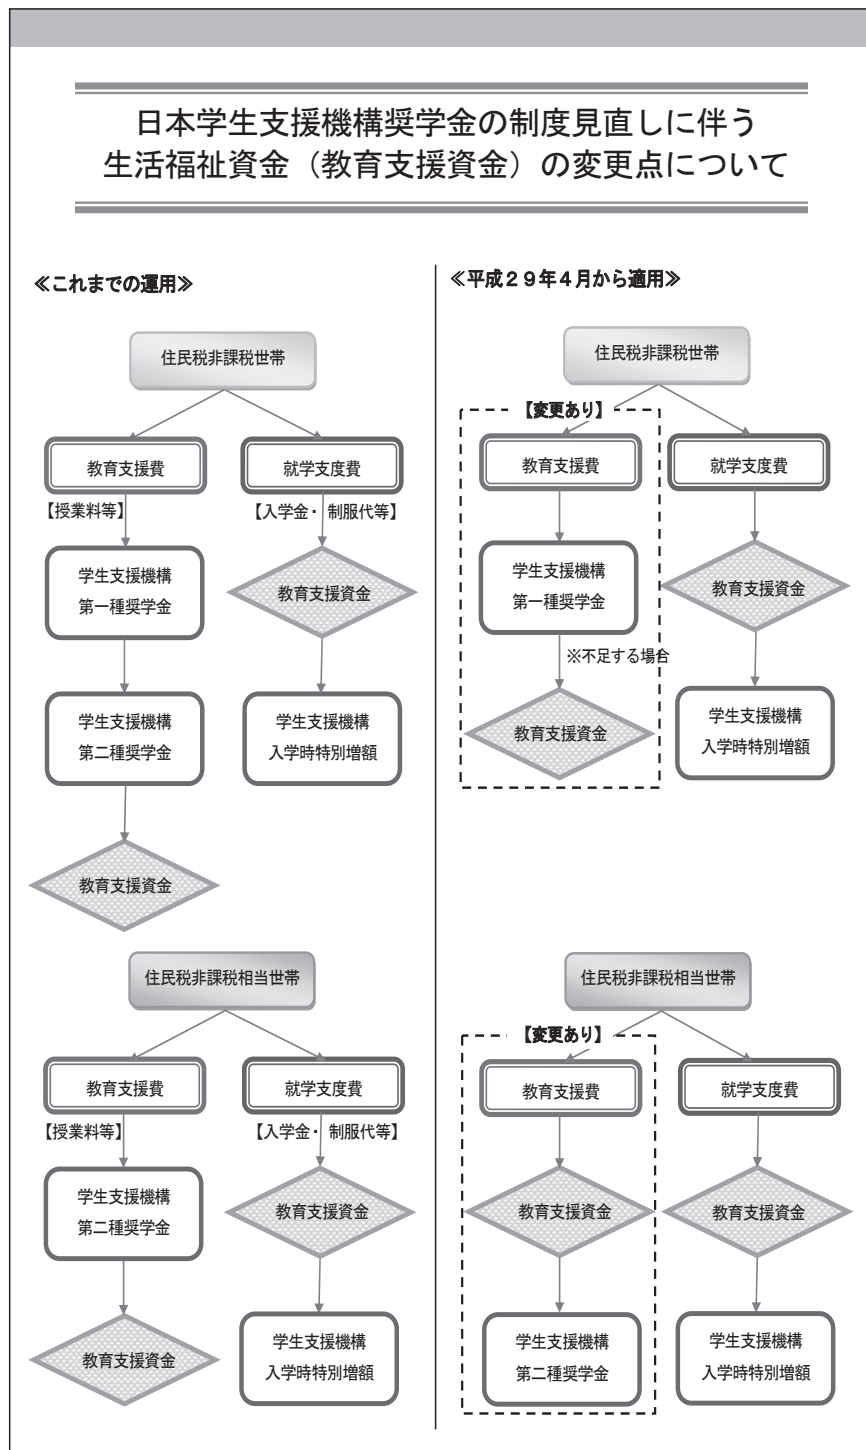 日本学生支援機構奨学金の制度見直しに伴う
生活福祉資金（教育支援資金）の変更点について
≪これまでの運用≫
住民税非課税世帯
教育支援費
就学支度費
【授業料等】
【入学金・ 制服代等】
学生支援機構
第一種奨学金
教育支援資金
学生支援機構
第二種奨学金
学生支援機構
入学時特別増額
教育支援資金
住民税非課税相当世帯
教育支援費
就学支度費
【授業料等】
【入学金・ 制服代等】
学生支援機構
第二種奨学金
教育支援資金
教育支援資金
学生支援機構
入学時特別増額
≪平成２９年４月から適用≫
住民税非課税世帯
【変更あり】
教育支援費
就学支度費
学生支援機構
第一種奨学金
教育支援資金
※不足する場合
教育支援資金
学生支援機構
入学時特別増額
住民税非課税相当世帯
【変更あり】
教育支援費
就学支度費
教育支援資金
教育支援資金
学生支援機構
第二種奨学金
学生支援機構
入学時特別増額